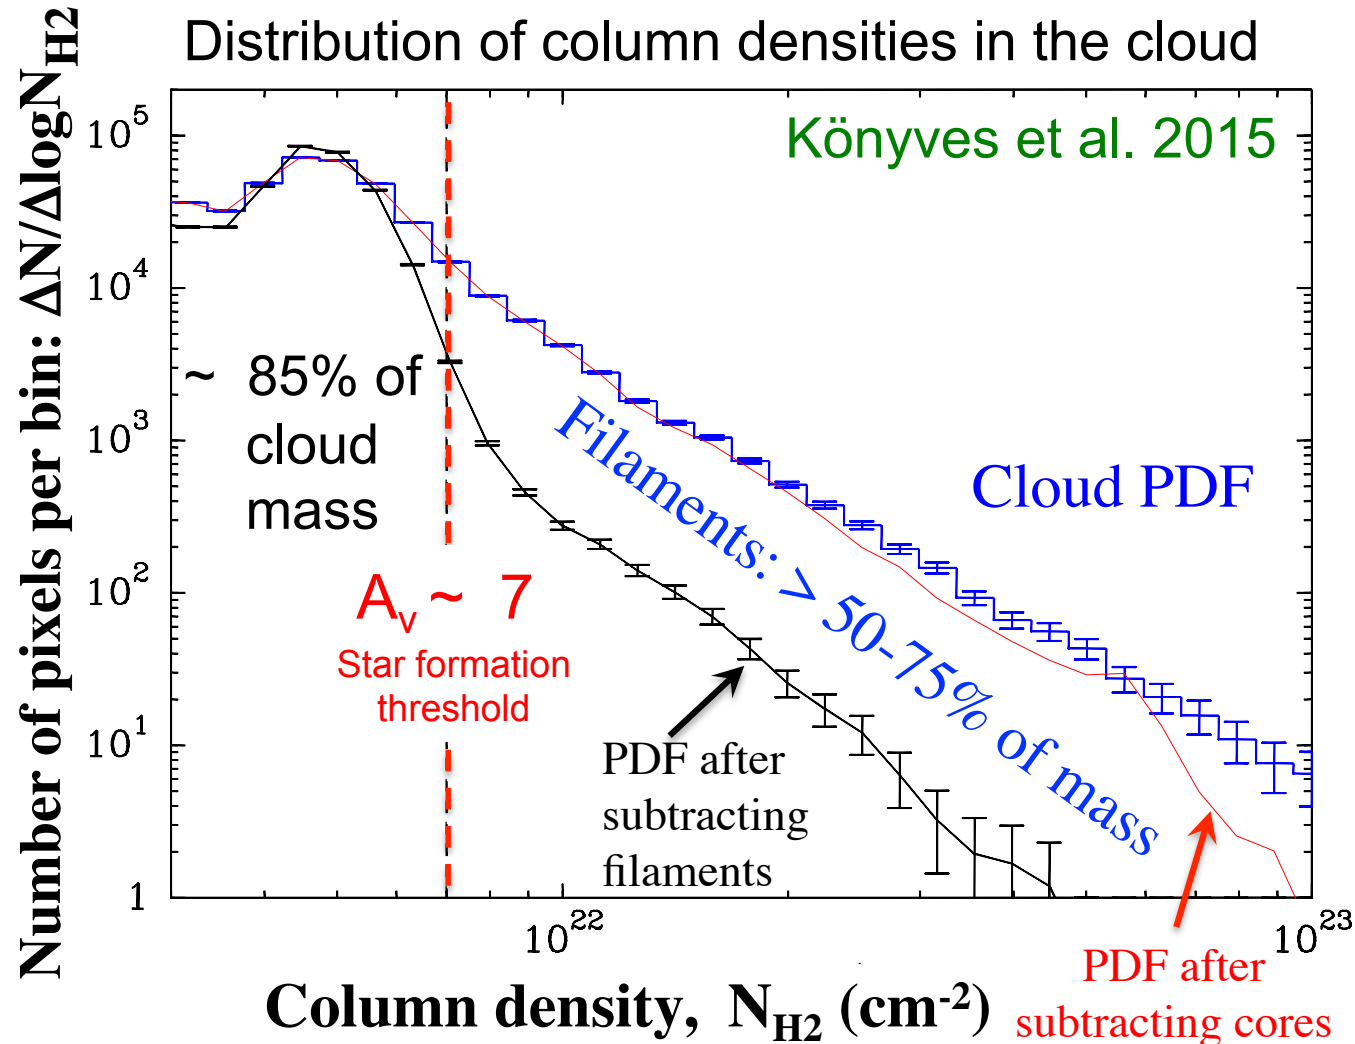 Distribution of column densities in the cloud
Könyves et al. 2015
Number of pixels per bin: ΔN/ΔlogN_H2
10^5
10^4
10^3
10^2
10^1
1
~ 85% of
cloud
mass
A_v ~ 7
Star formation
threshold
Filaments: > 50-75% of mass
Cloud PDF
PDF after
subtracting
filaments
10^22
10^23
PDF after
subtracting cores
Column density, N_H2 (cm^-2)